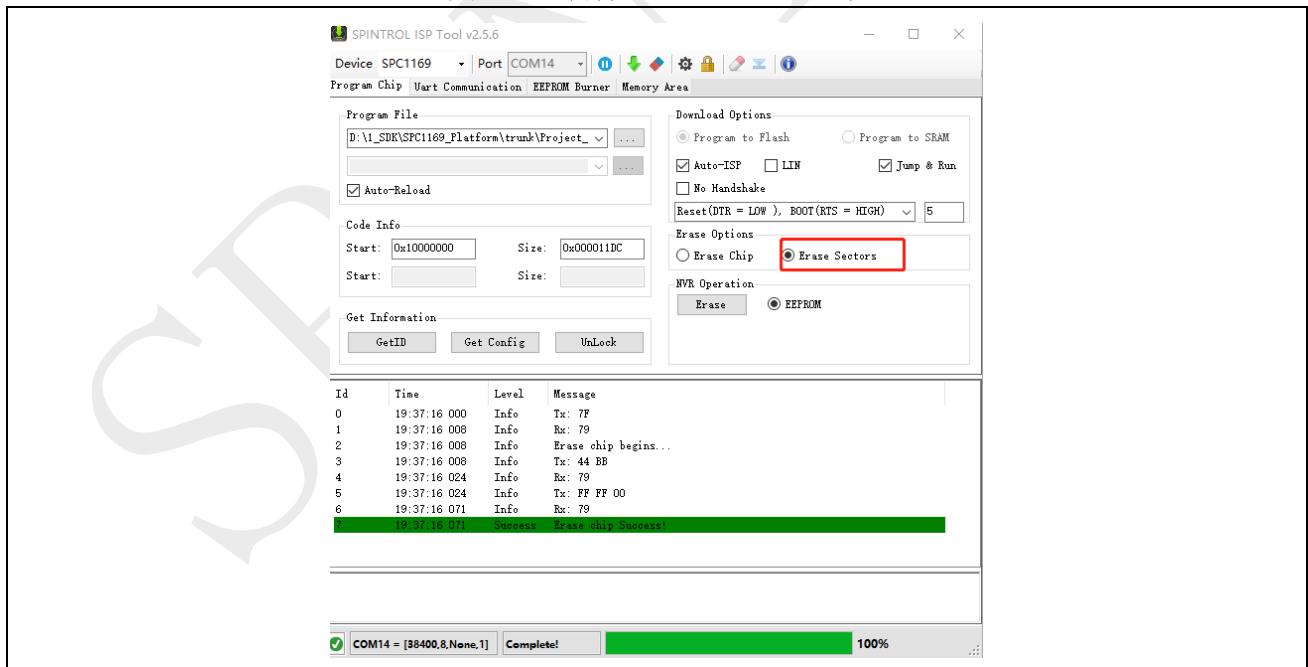 SPINTROL ISP Tool v2.5.6
Device SPC1169 Port COM14
Program Chip Uart Communication EEPROM Burner Memory Area
Program File
D:\1_SDK\SPC1169_Platform\trunk\Project_ ...
...
Auto-Reload
Code Info
Start: 0x10000000 Size: 0x000011DC
Start: Size:
Get Information
GetID Get Config UnLock
Download Options
Program to Flash Program to SRAM
Auto-ISP LIN Jump & Run
No Handshake
Reset(DTR = LOW ), BOOT(RTS = HIGH) 5
Erase Options
Erase Chip Erase Sectors
NVR Operation
Erase EEPROM
Id Time Level Message
0 19:37:16 000 Info Tx: 7F
1 19:37:16 008 Info Rx: 79
2 19:37:16 008 Info Erase chip begins...
3 19:37:16 008 Info Tx: 44 BB
4 19:37:16 024 Info Rx: 79
5 19:37:16 024 Info Tx: FF FF 00
6 19:37:16 071 Info Rx: 79
7 19:37:16 071 Success Erase chip Success!
COM14 = [38400,8,None,1] Complete! 100%